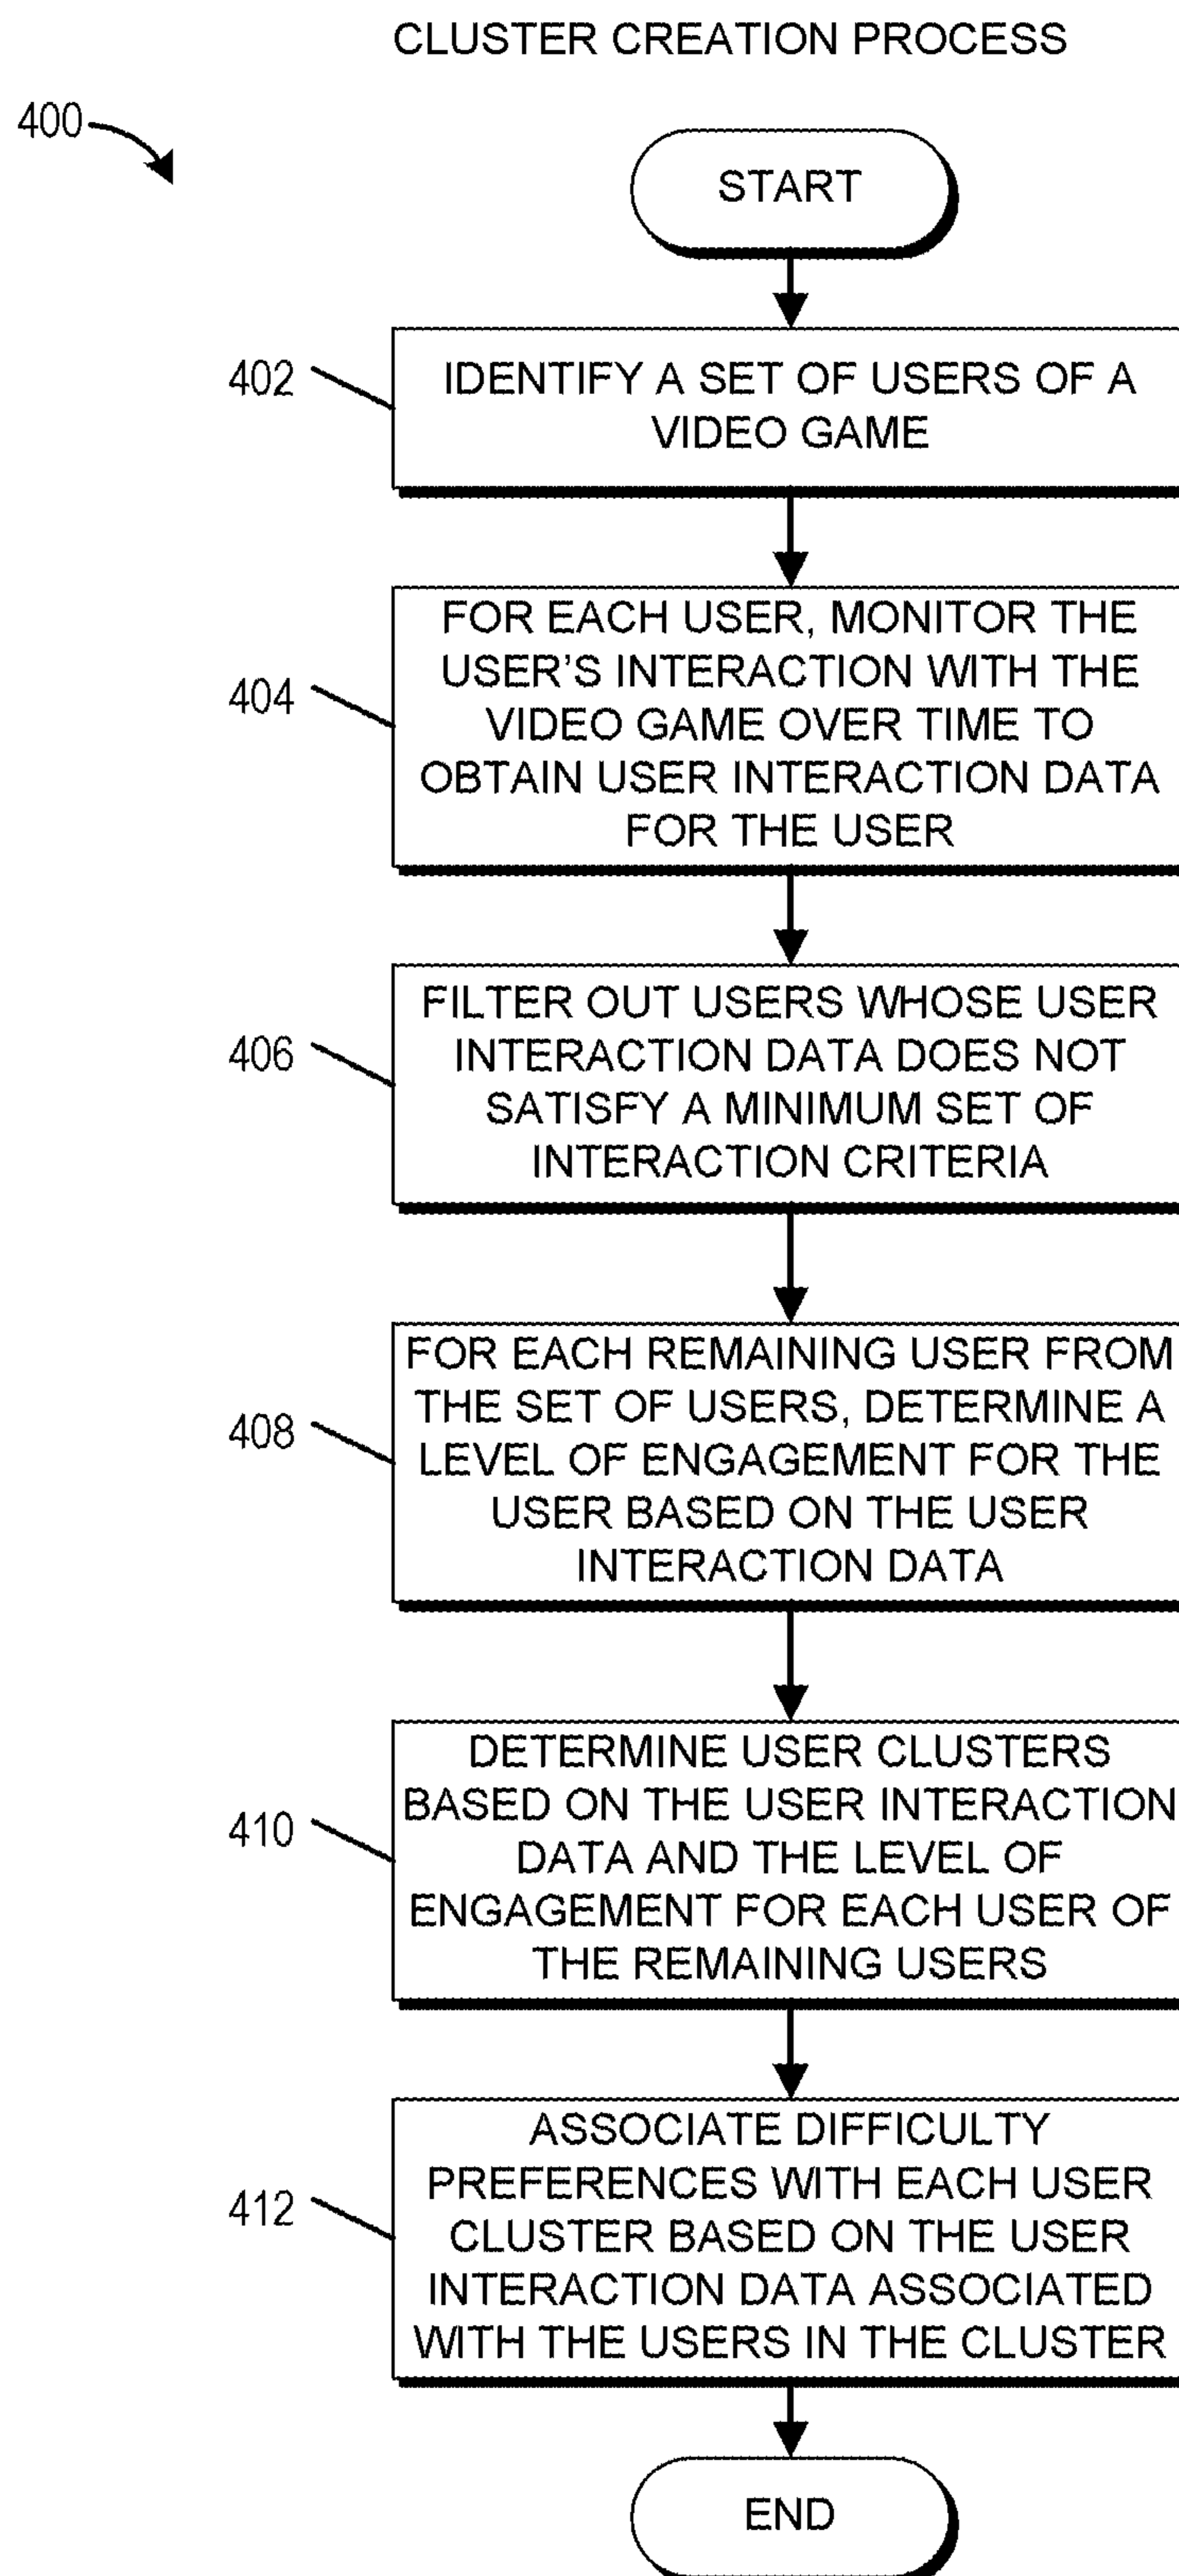 CLUSTER CREATION PROCESS
400
START
402
IDENTIFY A SET OF USERS OF A
VIDEO GAME
404
FOR EACH USER, MONITOR THE
USER'S INTERACTION WITH THE
VIDEO GAME OVER TIME TO
OBTAIN USER INTERACTION DATA
FOR THE USER
406
FILTER OUT USERS WHOSE USER
INTERACTION DATA DOES NOT
SATISFY A MINIMUM SET OF
INTERACTION CRITERIA
408
FOR EACH REMAINING USER FROM
THE SET OF USERS, DETERMINE A
LEVEL OF ENGAGEMENT FOR THE
USER BASED ON THE USER
INTERACTION DATA
410
DETERMINE USER CLUSTERS
BASED ON THE USER INTERACTION
DATA AND THE LEVEL OF
ENGAGEMENT FOR EACH USER OF
THE REMAINING USERS
412
ASSOCIATE DIFFICULTY
PREFERENCES WITH EACH USER
CLUSTER BASED ON THE USER
INTERACTION DATA ASSOCIATED
WITH THE USERS IN THE CLUSTER
END